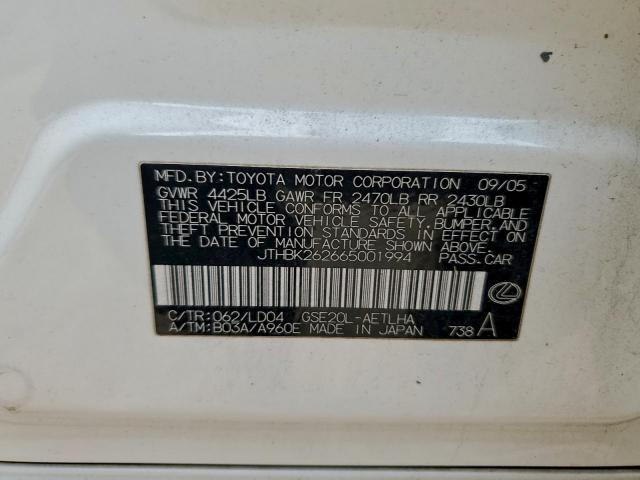 MFD. BY: TOYOTA MOTOR CORPORATION 09/05
GVWR 4425LB GAWR FR 2470LB RR 2430LB
THIS VEHICLE CONFORMS TO ALL APPLICABLE
FEDERAL MOTOR VEHICLE SAFETY, BUMPER, AND
THEFT PREVENTION STANDARDS IN EFFECT ON
THE DATE OF MANUFACTURE SHOWN ABOVE.
JTHBK262665001994 PASS.CAR
C/TR:062/LD04 GSE20L-AETLHA
A/TM:B03A/A960E MADE IN JAPAN 738 A